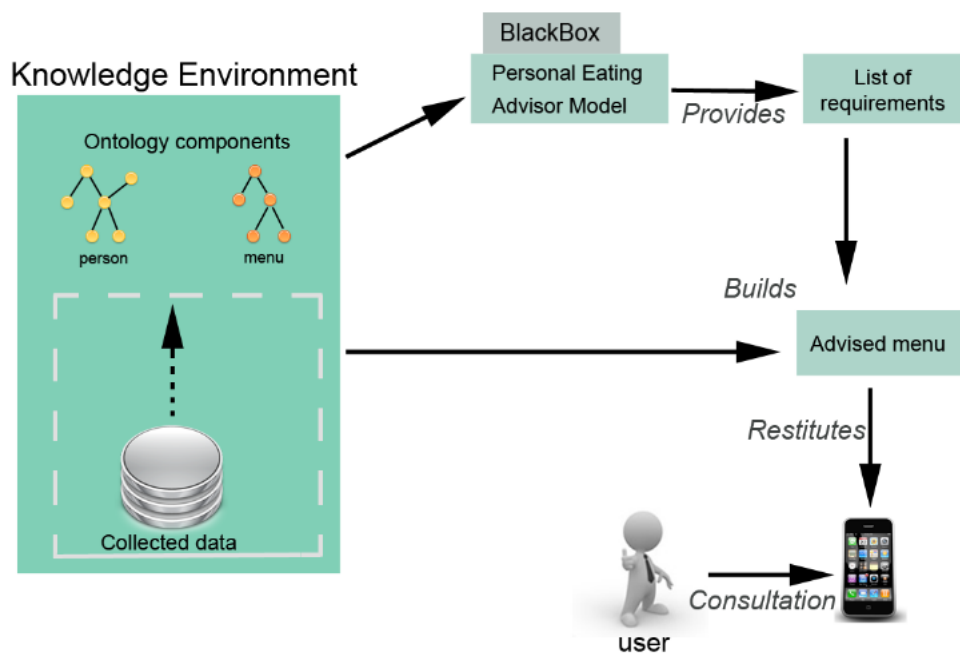 BlackBox
Personal Eating
Advisor Model
List of
requirements
Provides
Knowledge Environment
Ontology components
person
menu
Builds
Advised menu
Restitutes
Collected data
Consultation
user